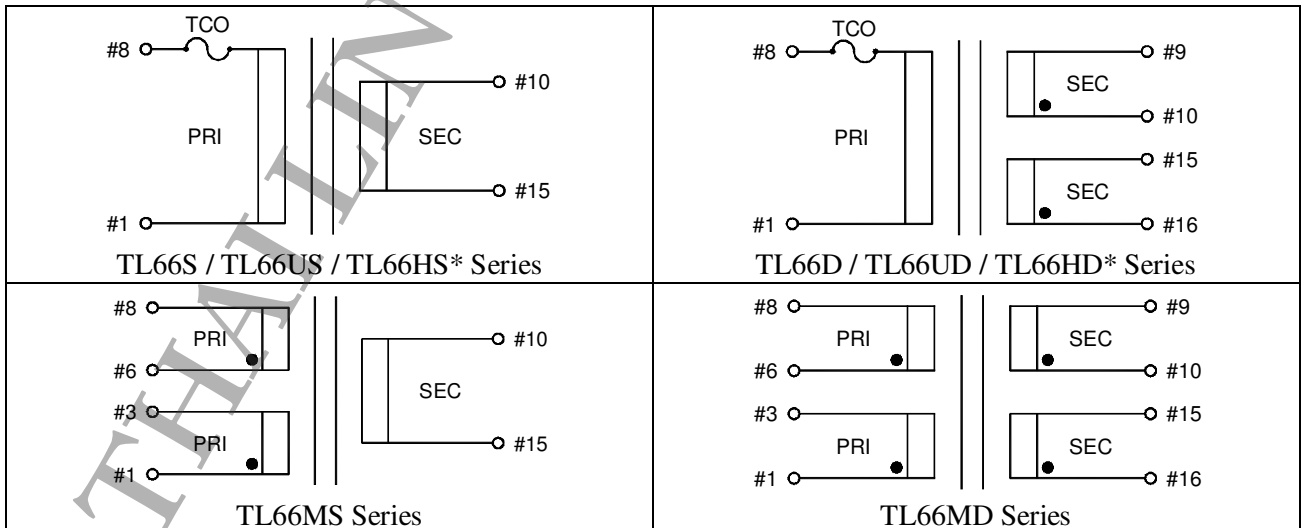 TCO
#8
#10
PRI
SEC
#15
#1
TL66S / TL66US / TL66HS* Series
TCO
#8
#9
SEC
#10
PRI
#15
SEC
#1
#16
TL66D / TL66UD / TL66HD* Series
#8
PRI
#6
#10
SEC
#3
PRI
#15
#1
TL66MS Series
#8
#9
PRI
SEC
#6
#10
#3
#15
PRI
SEC
#1
#16
TL66MD Series
THAI LIN